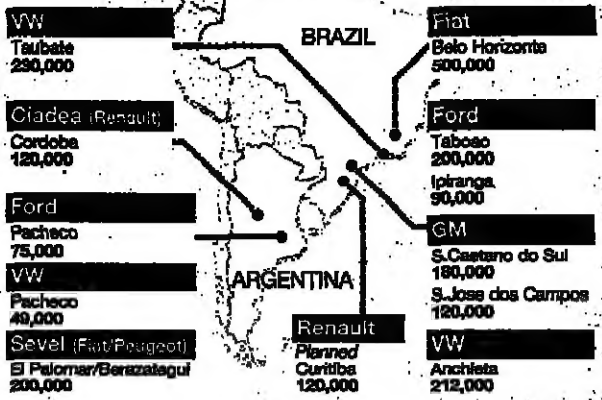 VW
Taubate
230,000
Ciadea (Renault)
Cordoba
120,000
Ford
Pacheco
75,000
VW
Pacheco
49,000
Sevel (Fiat/Peugeot)
El Palomar/Berazategui
200,000
BRAZIL
ARGENTINA
Renault
Planned
Curitiba
120,000
Fiat
Belo Horizonte
500,000
Ford
Taboao
200,000
Ipiranga
90,000
GM
S.Caetano do Sul
180,000
S.Jose dos Campos
120,000
VW
Anchieta
212,000